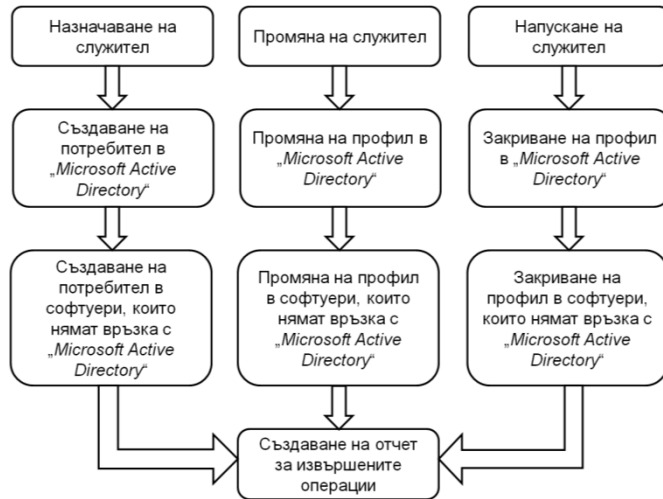 Назначаване на
служител
Промяна на служител
Напускане на
служител
Създаване на
потребител в
„Microsoft Active
Directory“
Промяна на профил в
„Microsoft Active
Directory“
Закриване на профил
в „Microsoft Active
Directory“
Създаване на
потребител в
софтуери, които
нямат връзка с
„Microsoft Active
Directory“
Промяна на профил
в софтуери, които
нямат връзка с
„Microsoft Active
Directory“
Закриване на
профил в софтуери,
които нямат връзка с
„Microsoft Active
Directory“
Създаване на отчет
за извършените
операции